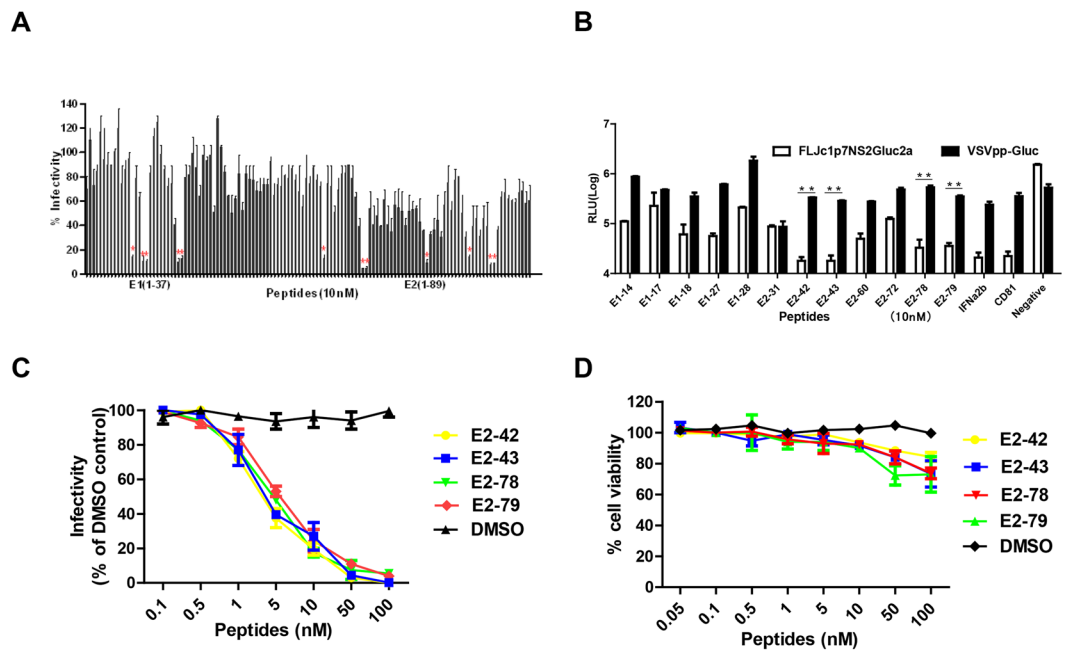 A
% Infectivity
140
120
100
80
60
40
20
0
*
**
**
*
**
*
*
**
E1(1-37)
Peptides(10nM)
E2(1-89)
B
RLU(Log)
6
5
4
FLJc1p7NS2Gluc2a
VSVpp-Gluc
**
**
**
**
E1-14
E1-17
E1-18
E1-27
E1-28
E2-31
E2-42
E2-43
E2-60
E2-72
E2-78
E2-79
IFNa2b
CD81
Negative
Peptides
(10nM)
C
Infectivity
(% of DMSO control)
100
80
60
40
20
0
0.1
0.5
1
5
10
50
100
Peptides (nM)
E2-42
E2-43
E2-78
E2-79
DMSO
D
% cell viability
120
100
80
60
40
20
0
0.05
0.1
0.5
1
5
10
50
100
Peptides (nM)
E2-42
E2-43
E2-78
E2-79
DMSO